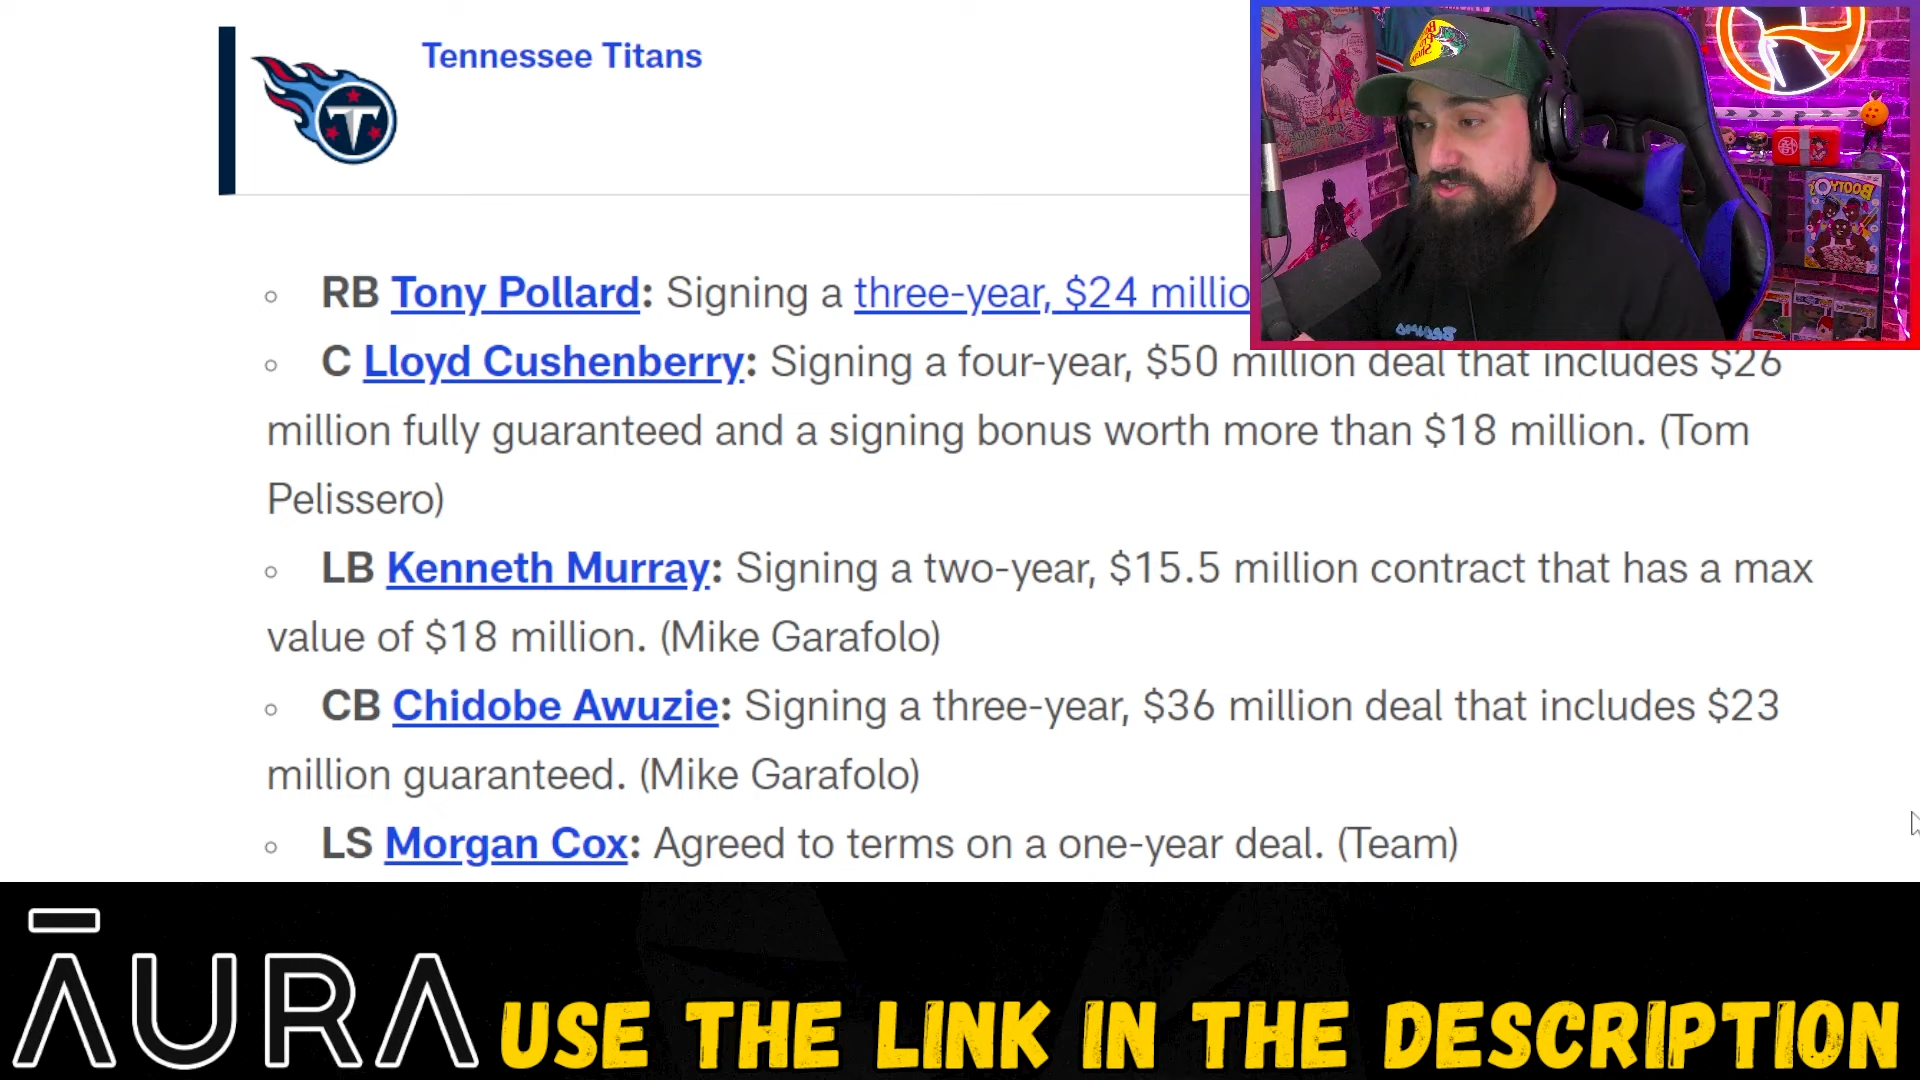 Tennessee Titans
T
RB Tony Pollard: Signing a three-year, $24 millio
C Lloyd Cushenberry: Signing a four-year, $50 million deal that includes $26
million fully guaranteed and a signing bonus worth more than $18 million. (Tom
Pelissero)
LB Kenneth Murray: Signing a two-year, $15.5 million contract that has a max
value of $18 million. (Mike Garafolo)
CB Chidobe Awuzie: Signing a three-year, $36 million deal that includes $23
million guaranteed. (Mike Garafolo)
LS Morgan Cox: Agreed to terms on a one-year deal. (Team)
ĀURA USE THE LINK IN THE DESCRIPTION